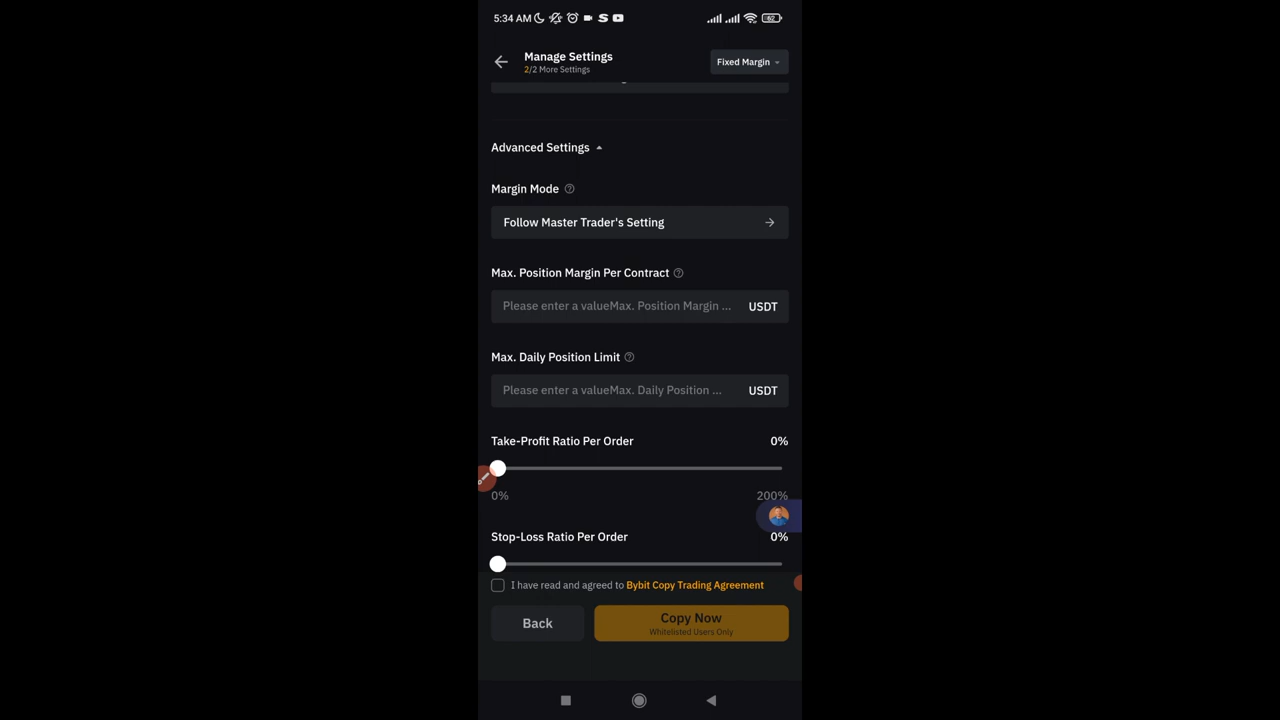 5:34 AM
62
Manage Settings
2/2 More Settings
Fixed Margin
Advanced Settings
Margin Mode
Follow Master Trader's Setting
Max. Position Margin Per Contract
Please enter a valueMax. Position Margin ... USDT
Max. Daily Position Limit
Please enter a valueMax. Daily Position ... USDT
Take-Profit Ratio Per Order 0%
0% 200%
Stop-Loss Ratio Per Order 0%
I have read and agreed to Bybit Copy Trading Agreement
Back
Copy Now
Whitelisted Users Only